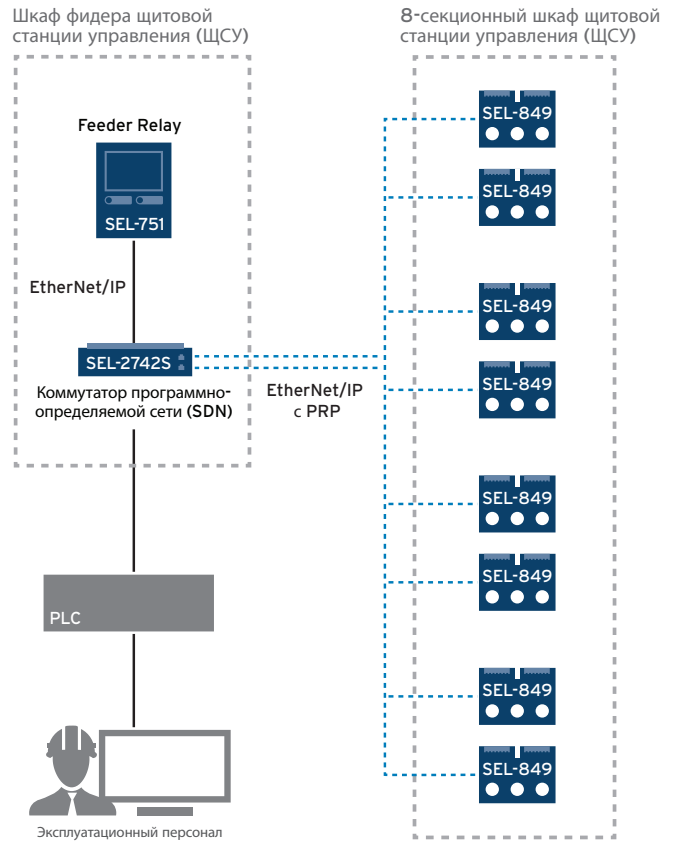 Шкаф фидера щитовой
станции управления (ЩСУ)
8-секционный шкаф щитовой
станции управления (ЩСУ)
Feeder Relay
SEL-751
EtherNet/IP
SEL-2742S
Коммутатор программно-
определяемой сети (SDN)
EtherNet/IP
с PRP
PLC
Эксплуатационный персонал
SEL-849
SEL-849
SEL-849
SEL-849
SEL-849
SEL-849
SEL-849
SEL-849